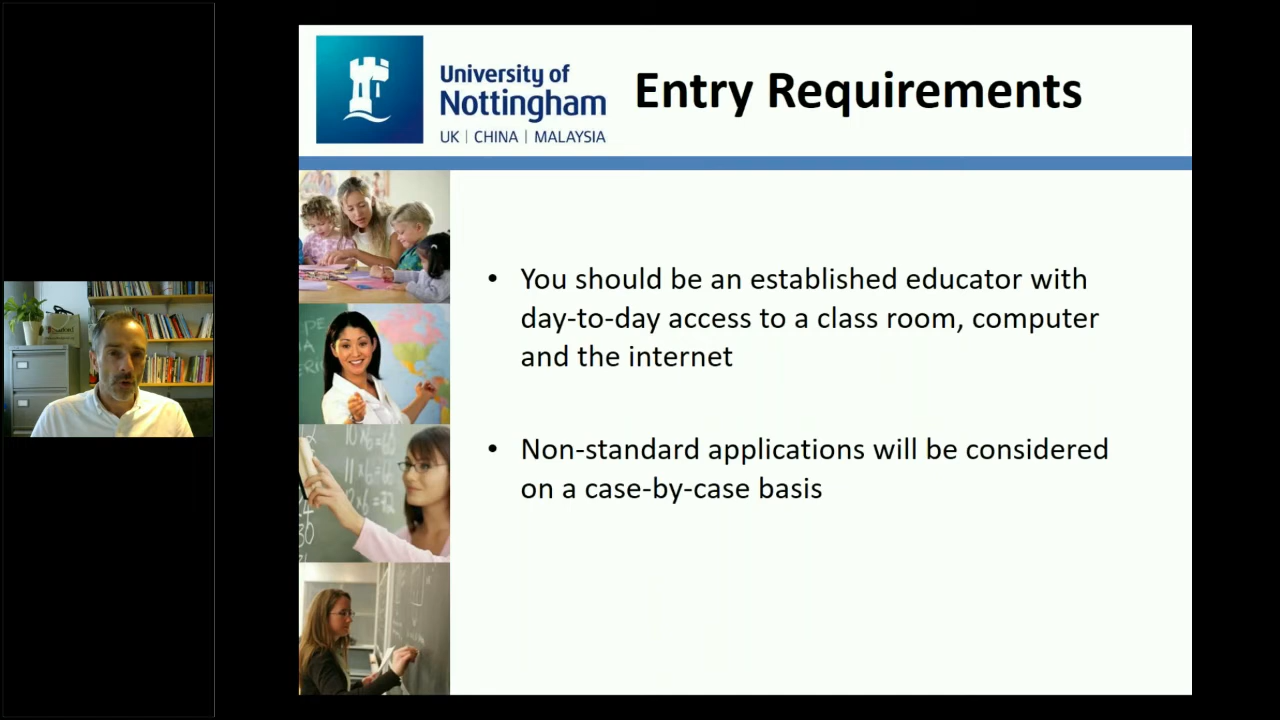 University of
Nottingham
UK | CHINA | MALAYSIA
Entry Requirements
• You should be an established educator with
day-to-day access to a class room, computer
and the internet
• Non-standard applications will be considered
on a case-by-case basis